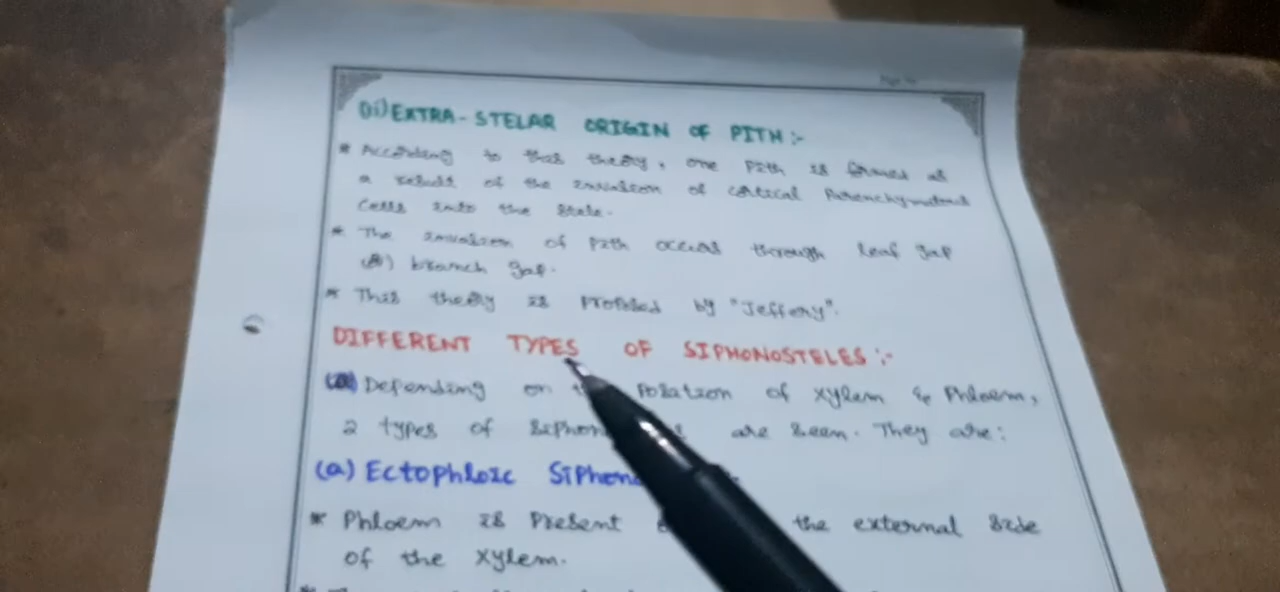 (ii) EXTRA-STELAR ORIGIN OF PITH:-
* According to this theory, one Pith is formed as
a result of the invasion of cortical Parenchymatous
cells into the stele.
* The invasion of Pith occurs through leaf gap
(or) branch gap.
* This theory is Proposed by "Jeffery".
DIFFERENT TYPES OF SIPHONOSTELES:-
Depending on Position of Xylem & Phloem,
2 types of are seen. They are:
(a) Ectophloic
* Phloem is Present the external side
of the Xylem.